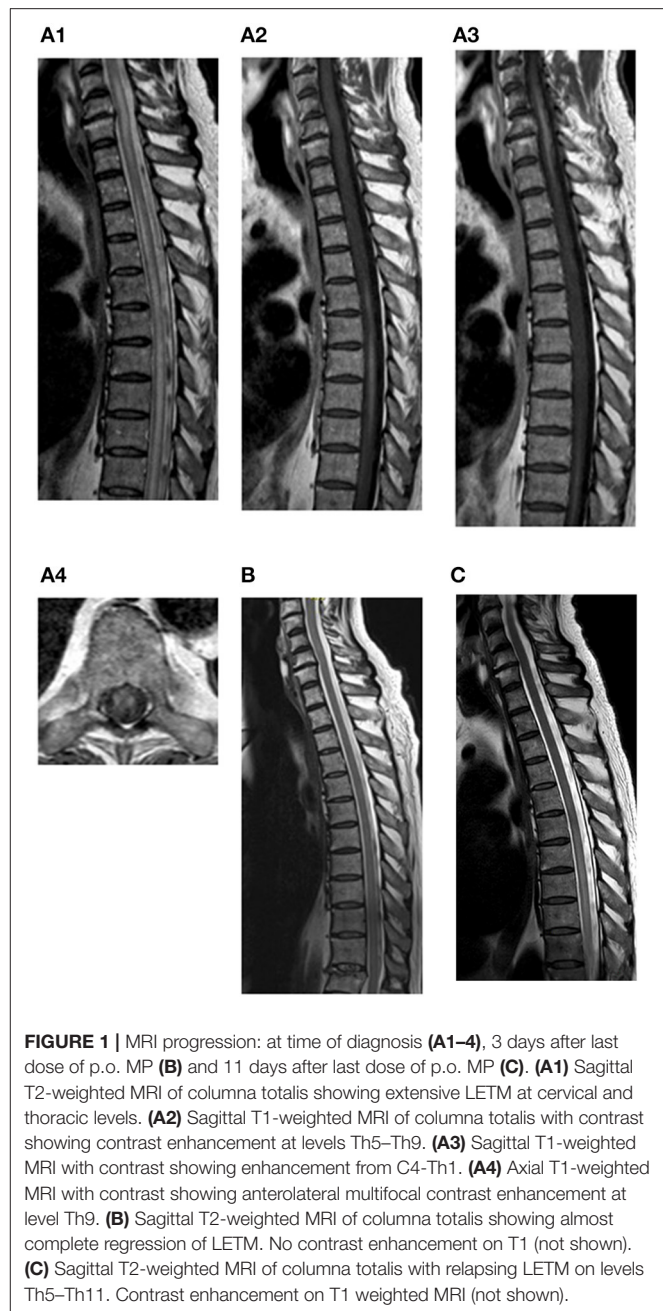 A1
A2
A3
A4
B
C
FIGURE 1 | MRI progression: at time of diagnosis (A1–4), 3 days after last
dose of p.o. MP (B) and 11 days after last dose of p.o. MP (C). (A1) Sagittal
T2-weighted MRI of columna totalis showing extensive LETM at cervical and
thoracic levels. (A2) Sagittal T1-weighted MRI of columna totalis with contrast
showing contrast enhancement at levels Th5–Th9. (A3) Sagittal T1-weighted
MRI with contrast showing enhancement from C4-Th1. (A4) Axial T1-weighted
MRI with contrast showing anterolateral multifocal contrast enhancement at
level Th9. (B) Sagittal T2-weighted MRI of columna totalis showing almost
complete regression of LETM. No contrast enhancement on T1 (not shown).
(C) Sagittal T2-weighted MRI of columna totalis with relapsing LETM on levels
Th5–Th11. Contrast enhancement on T1 weighted MRI (not shown).